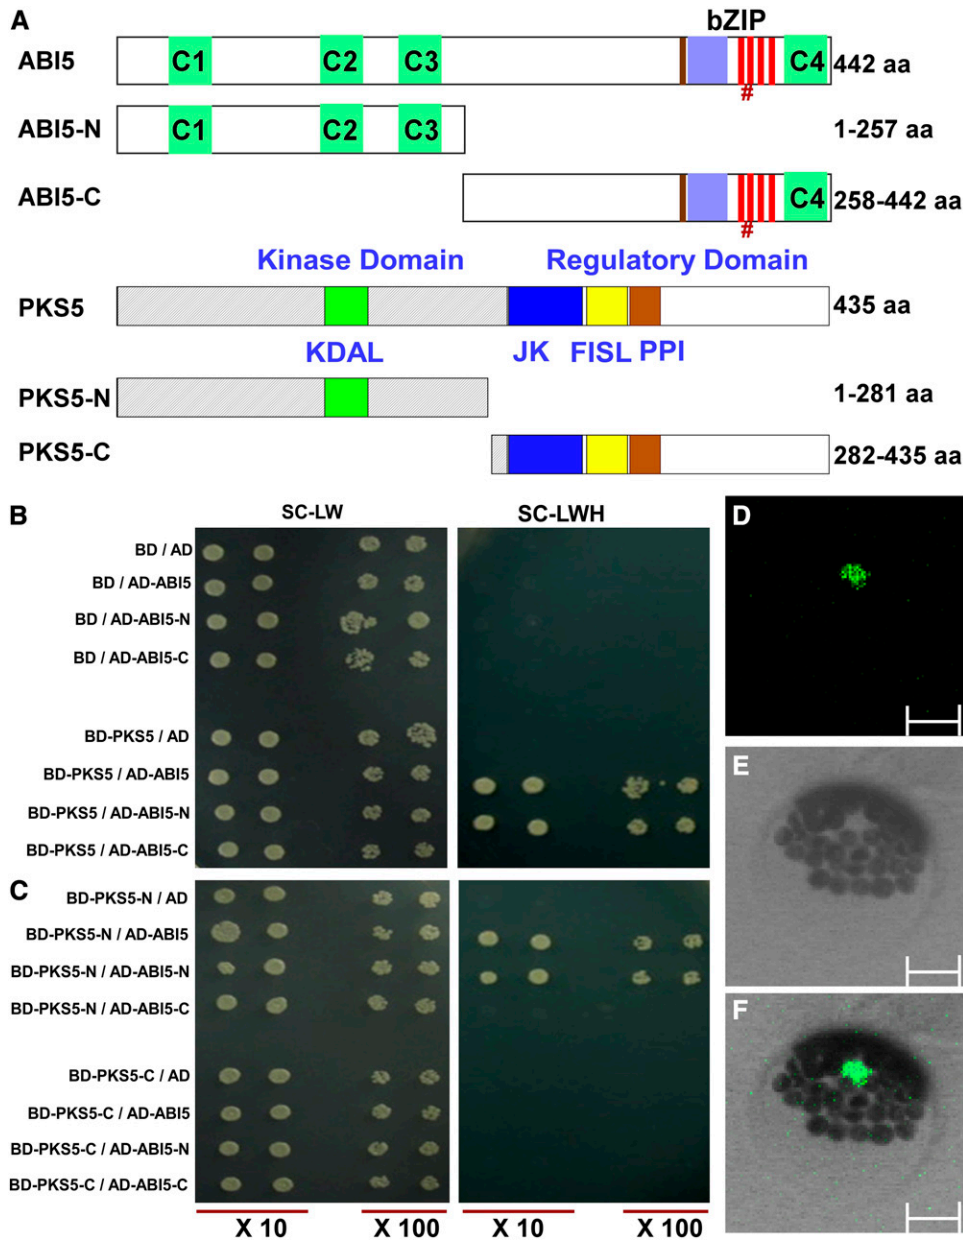 A
bZIP
ABI5 C1 C2 C3 C4 442 aa
#
ABI5-N C1 C2 C3 1-257 aa
ABI5-C C4 258-442 aa
#
Kinase Domain Regulatory Domain
PKS5 435 aa
KDAL JK FISL PPI
PKS5-N 1-281 aa
PKS5-C 282-435 aa
B SC-LW SC-LWH D
BD / AD
BD / AD-ABI5
BD / AD-ABI5-N
BD / AD-ABI5-C
BD-PKS5 / AD
E
BD-PKS5 / AD-ABI5
BD-PKS5 / AD-ABI5-N
BD-PKS5 / AD-ABI5-C
C
BD-PKS5-N / AD
BD-PKS5-N / AD-ABI5
BD-PKS5-N / AD-ABI5-N
BD-PKS5-N / AD-ABI5-C
F
BD-PKS5-C / AD
BD-PKS5-C / AD-ABI5
BD-PKS5-C / AD-ABI5-N
BD-PKS5-C / AD-ABI5-C
X 10 X 100 X 10 X 100